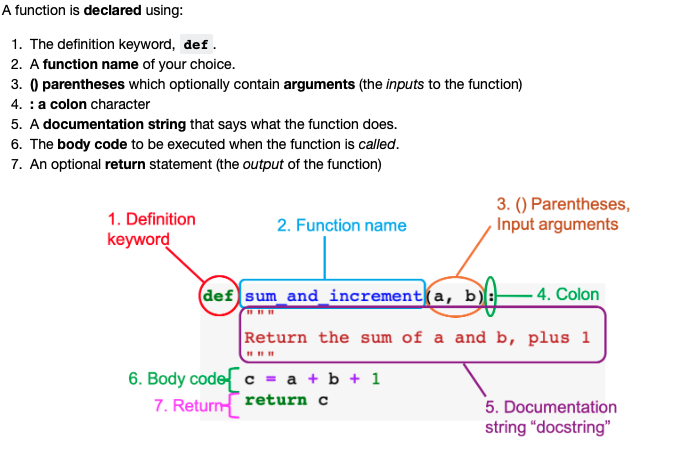 A function is declared using:
1. The definition keyword, def .
2. A function name of your choice.
3. () parentheses which optionally contain arguments (the inputs to the function)
4. : a colon character
5. A documentation string that says what the function does.
6. The body code to be executed when the function is called.
7. An optional return statement (the output of the function)
1. Definition
keyword
2. Function name
3. () Parentheses,
Input arguments
def sum_and_increment(a, b):
4. Colon
"""
Return the sum of a and b, plus 1
"""
6. Body code
c = a + b + 1
7. Return
return c
5. Documentation
string “docstring”